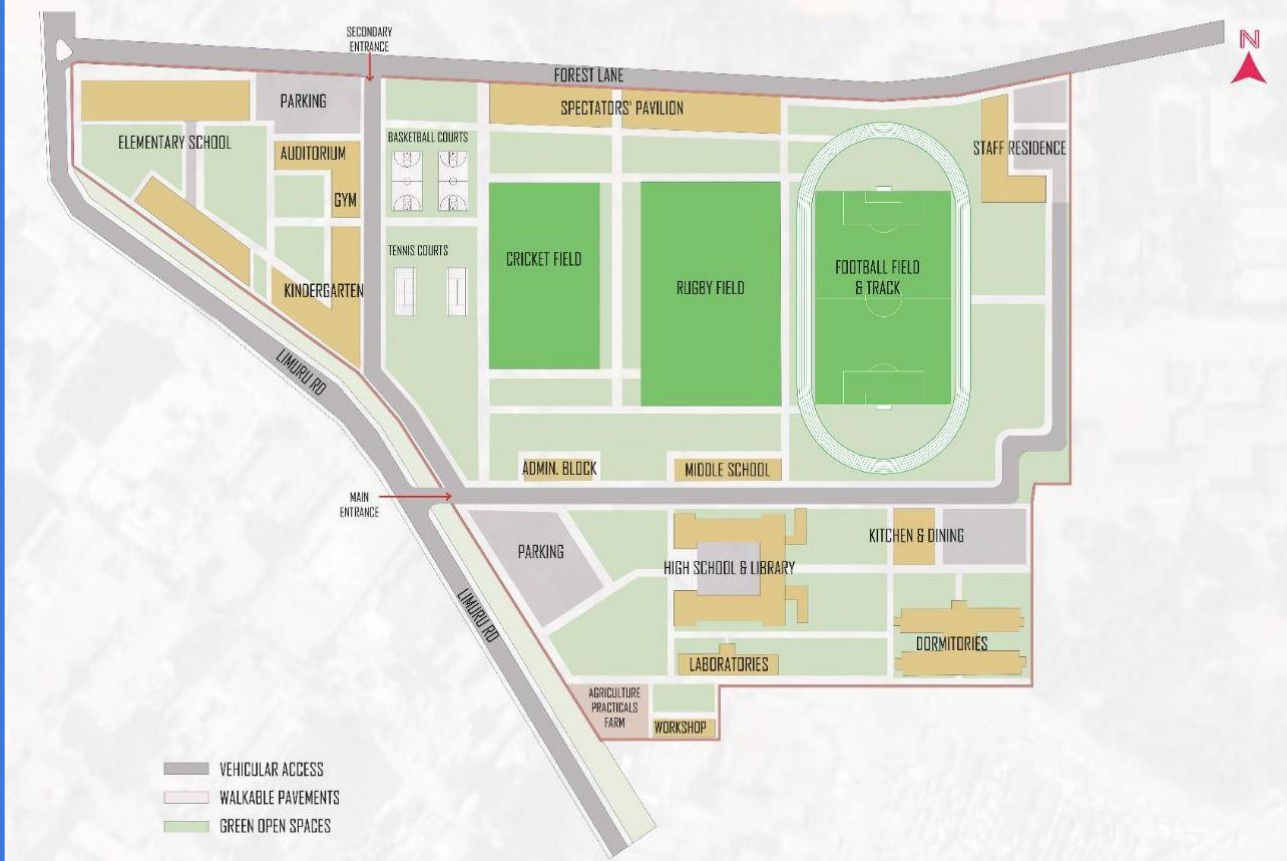 SECONDARY
ENTRANCE
N
FOREST LANE
PARKING
SPECTATORS' PAVILION
ELEMENTARY SCHOOL
AUDITORIUM
BASKETBALL COURTS
STAFF RESIDENCE
GYM
TENNIS COURTS
CRICKET FIELD
RUGBY FIELD
FOOTBALL FIELD
& TRACK
KINDERGARTEN
LIMURU RD
ADMIN. BLOCK
MIDDLE SCHOOL
MAIN
ENTRANCE
PARKING
KITCHEN & DINING
HIGH SCHOOL & LIBRARY
LIMURU RD
DORMITORIES
LABORATORIES
AGRICULTURE
PRACTICALS
FARM
WORKSHOP
VEHICULAR ACCESS
WALKABLE PAVEMENTS
GREEN OPEN SPACES